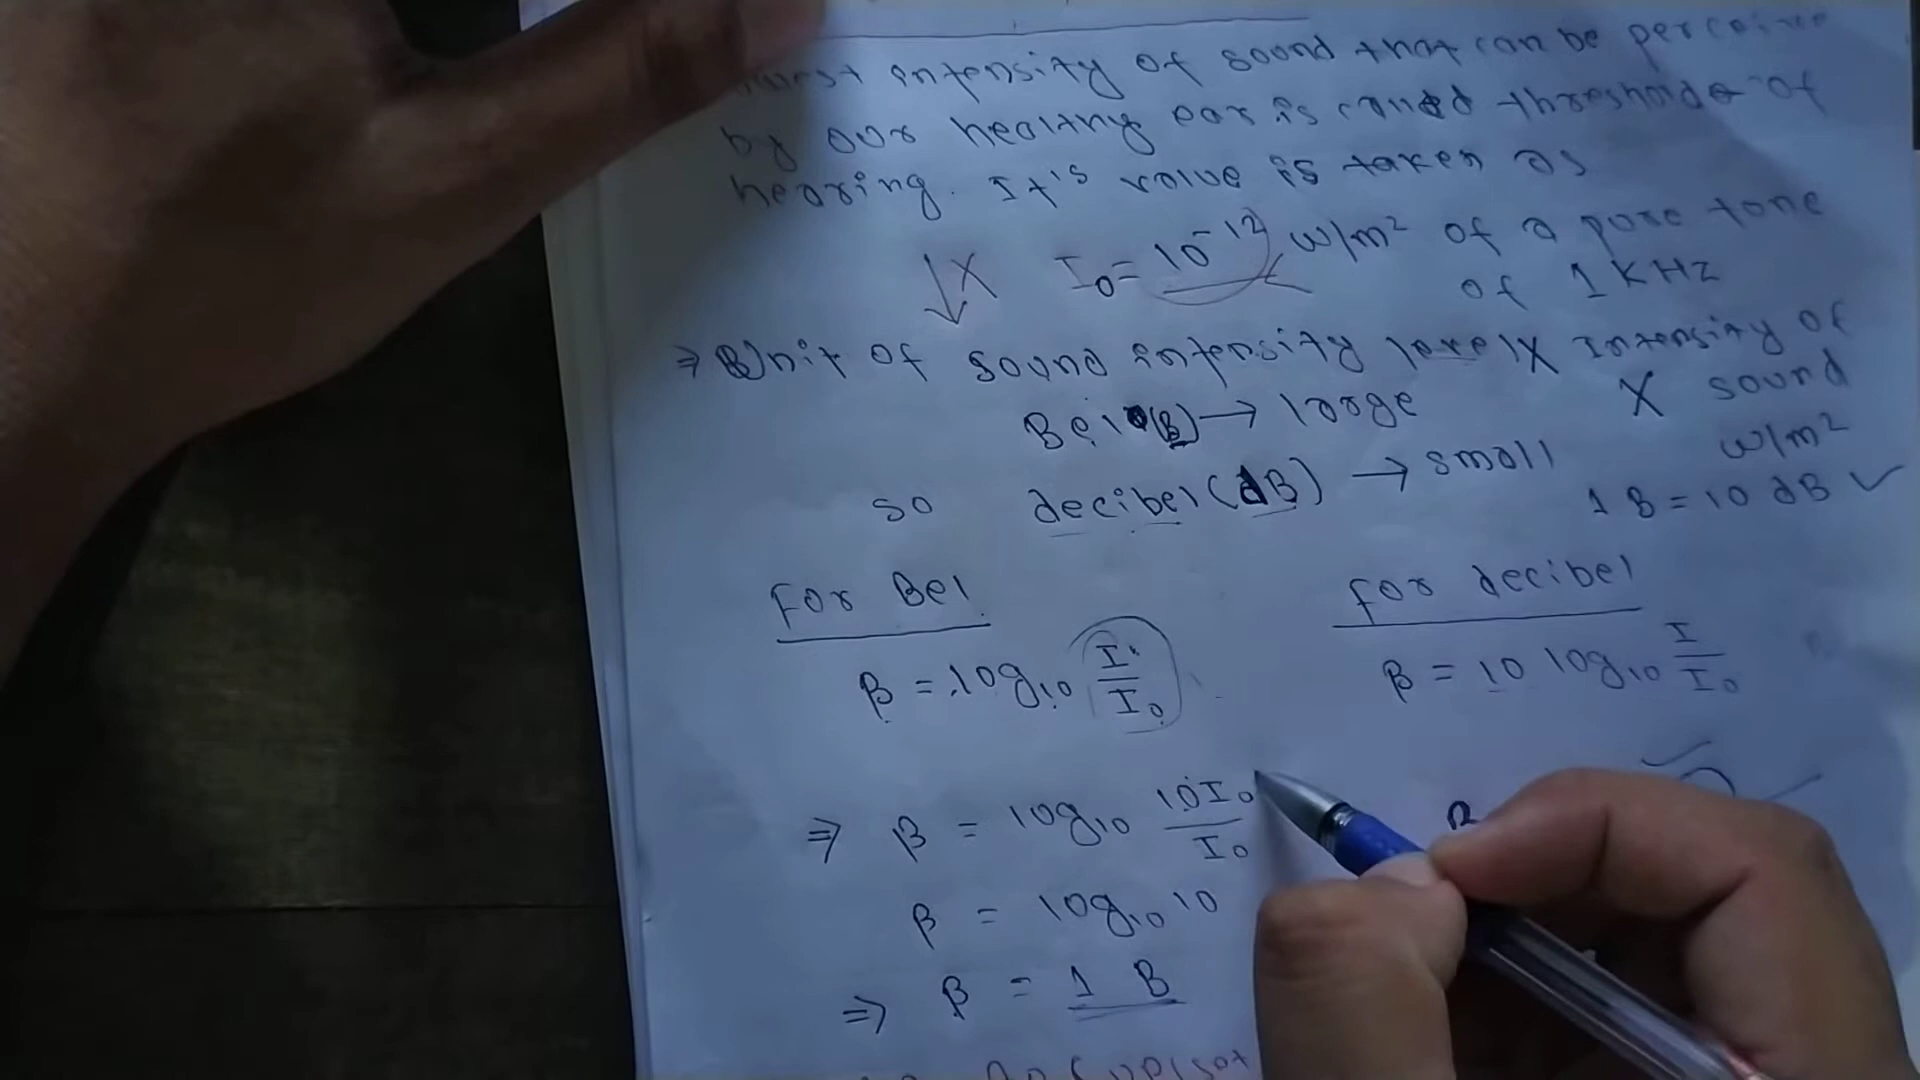 intensity of sound that can be perceive
by our healthy ear is called threshold of
hearing. It's value is taken as
I₀ = 10⁻¹² w/m² of a pure tone
of 1 KHz
⇒ Unit of sound intensity level X Intensity of
X sound
Bel (B) → large
w/m²
so decibel (dB) → small
1 B = 10 dB ✓
For Bel
for decibel
β = log₁₀ I/I₀
β = 10 log₁₀ I/I₀
⇒ β = log₁₀ 10I₀/I₀
β
β = log₁₀ 10
⇒ β = 1 B